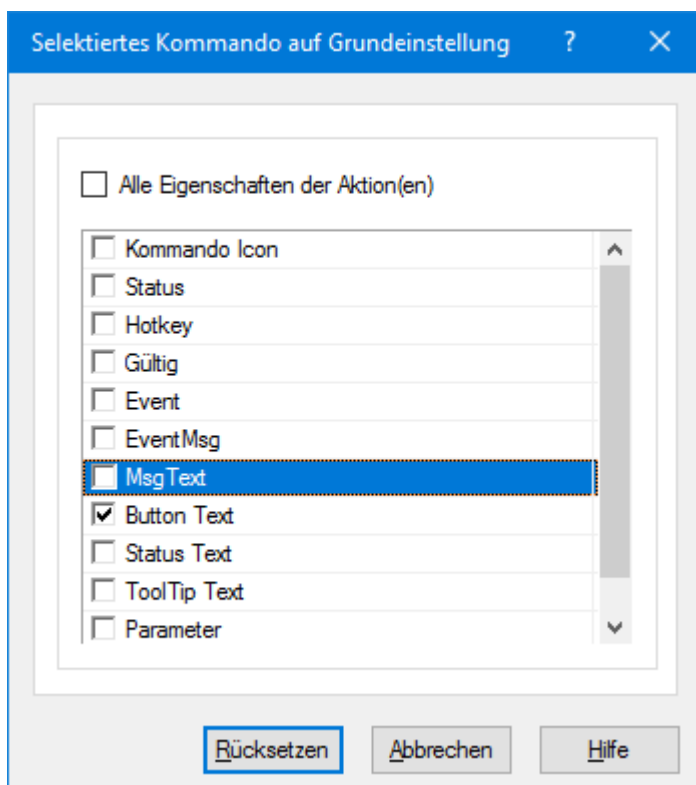 Selektiertes Kommando auf Grundeinstellung ?
Alle Eigenschaften der Aktion(en)
Kommando Icon
Status
Hotkey
Gültig
Event
EventMsg
MsgText
Button Text
Status Text
ToolTip Text
Parameter
Rücksetzen Abbrechen Hilfe